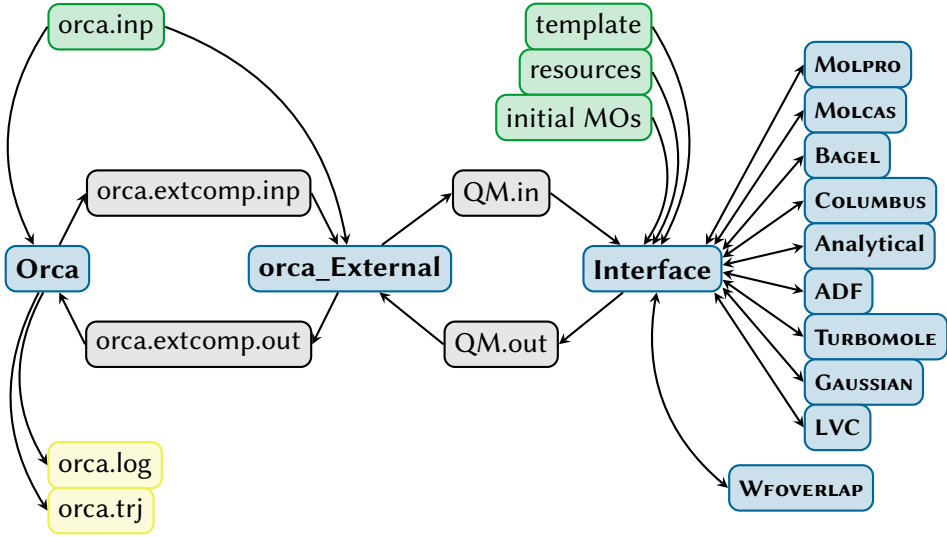 orca.inp
template
resources
initial MOs
MOLPRO
MOLCAS
BAGEL
COLUMBUS
Analytical
ADF
TURBOMOLE
GAUSSIAN
LVC
orca.extcomp.inp
QM.in
Orca
orca_External
Interface
orca.extcomp.out
QM.out
orca.log
orca.trj
WFOVERLAP